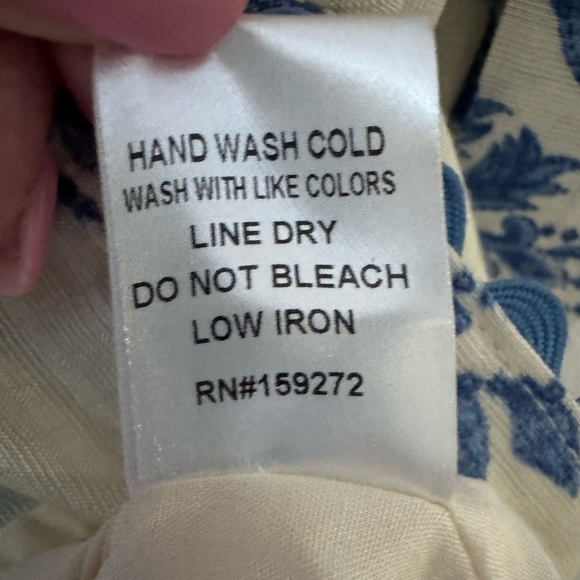 HAND WASH COLD
WASH WITH LIKE COLORS
LINE DRY
DO NOT BLEACH
LOW IRON
RN#159272